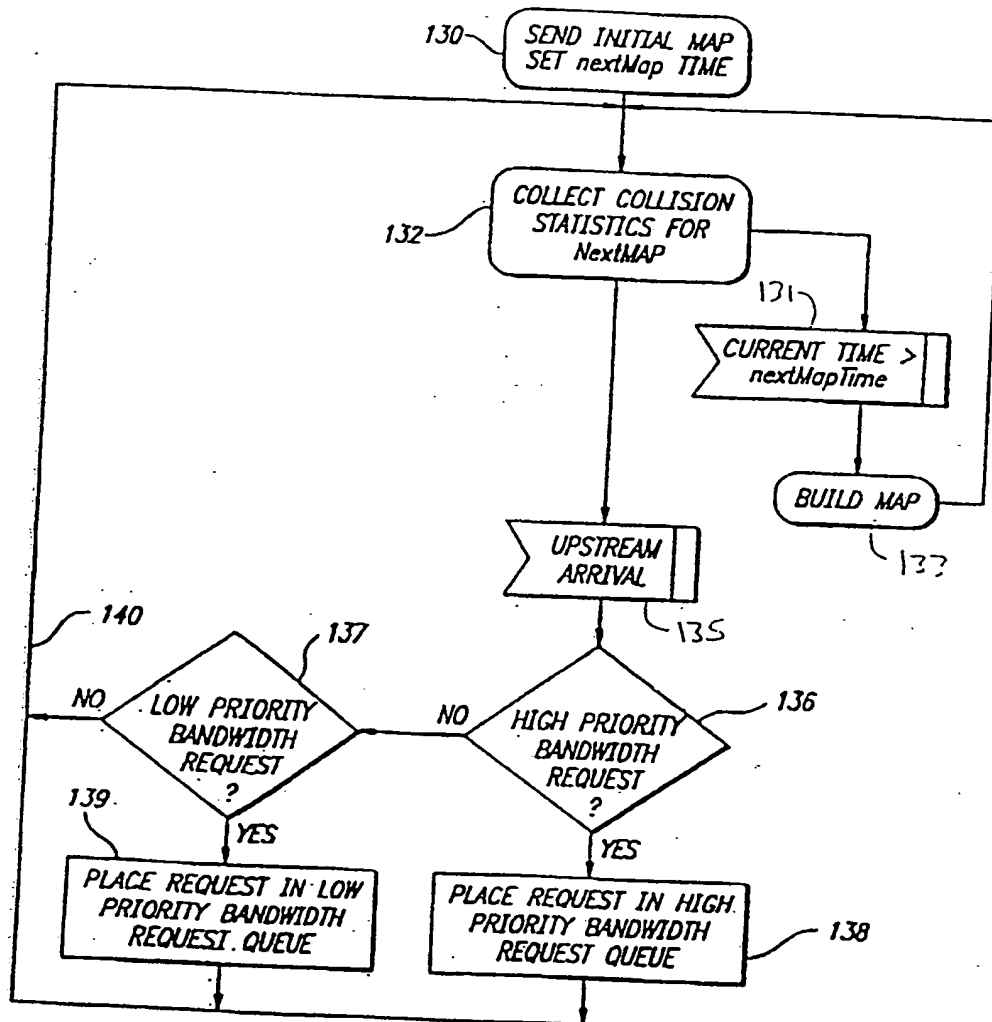 130
SEND INITIAL MAP
SET nextMap TIME
132
COLLECT COLLISION
STATISTICS FOR
NextMAP
131
CURRENT TIME >
nextMapTime
BUILD MAP
133
UPSTREAM
ARRIVAL
135
140
137
NO
LOW PRIORITY
BANDWIDTH
REQUEST
?
NO
136
HIGH PRIORITY
BANDWIDTH
REQUEST
?
139
YES
YES
PLACE REQUEST IN LOW
PRIORITY BANDWIDTH
REQUEST QUEUE
PLACE REQUEST IN HIGH
PRIORITY BANDWIDTH
REQUEST QUEUE
138